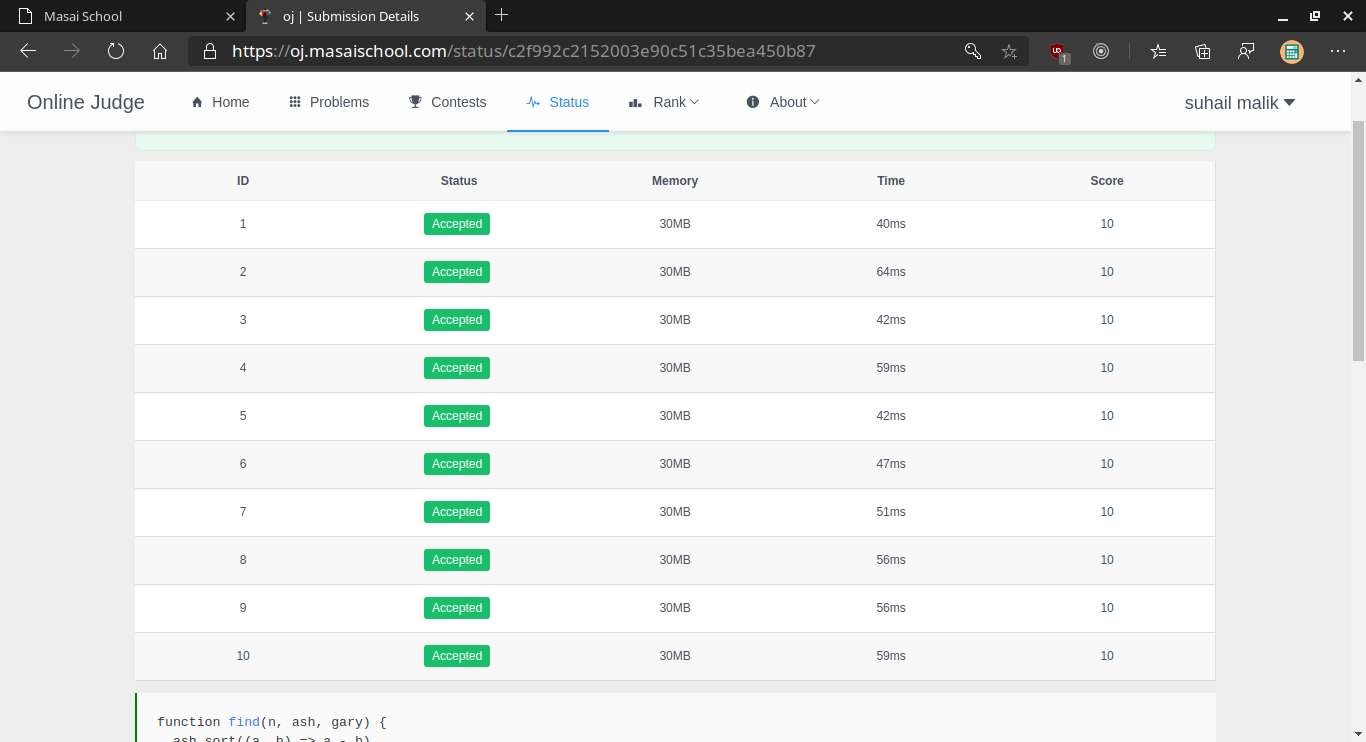 Masai School
oj | Submission Details
https://oj.masaischool.com/status/c2f992c2152003e90c51c35bea450b87
1
Online Judge Home Problems Contests Status Rank About suhail malik
ID Status Memory Time Score
1 Accepted 30MB 40ms 10
2 Accepted 30MB 64ms 10
3 Accepted 30MB 42ms 10
4 Accepted 30MB 59ms 10
5 Accepted 30MB 42ms 10
6 Accepted 30MB 47ms 10
7 Accepted 30MB 51ms 10
8 Accepted 30MB 56ms 10
9 Accepted 30MB 56ms 10
10 Accepted 30MB 59ms 10
function find(n, ash, gary) {
ash.sort((a, b) => a - b)